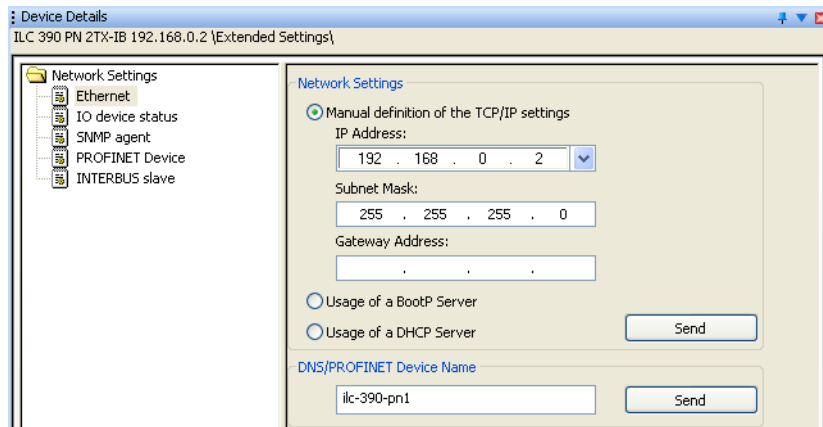 Device Details
ILC 390 PN 2TX-IB 192.168.0.2 \Extended Settings\
Network Settings
Ethernet
IO device status
SNMP agent
PROFINET Device
INTERBUS slave
Network Settings
Manual definition of the TCP/IP settings
IP Address:
192 . 168 . 0 . 2
Subnet Mask:
255 . 255 . 255 . 0
Gateway Address:
. . .
Usage of a BootP Server
Usage of a DHCP Server
Send
DNS/PROFINET Device Name
ilc-390-pn1
Send